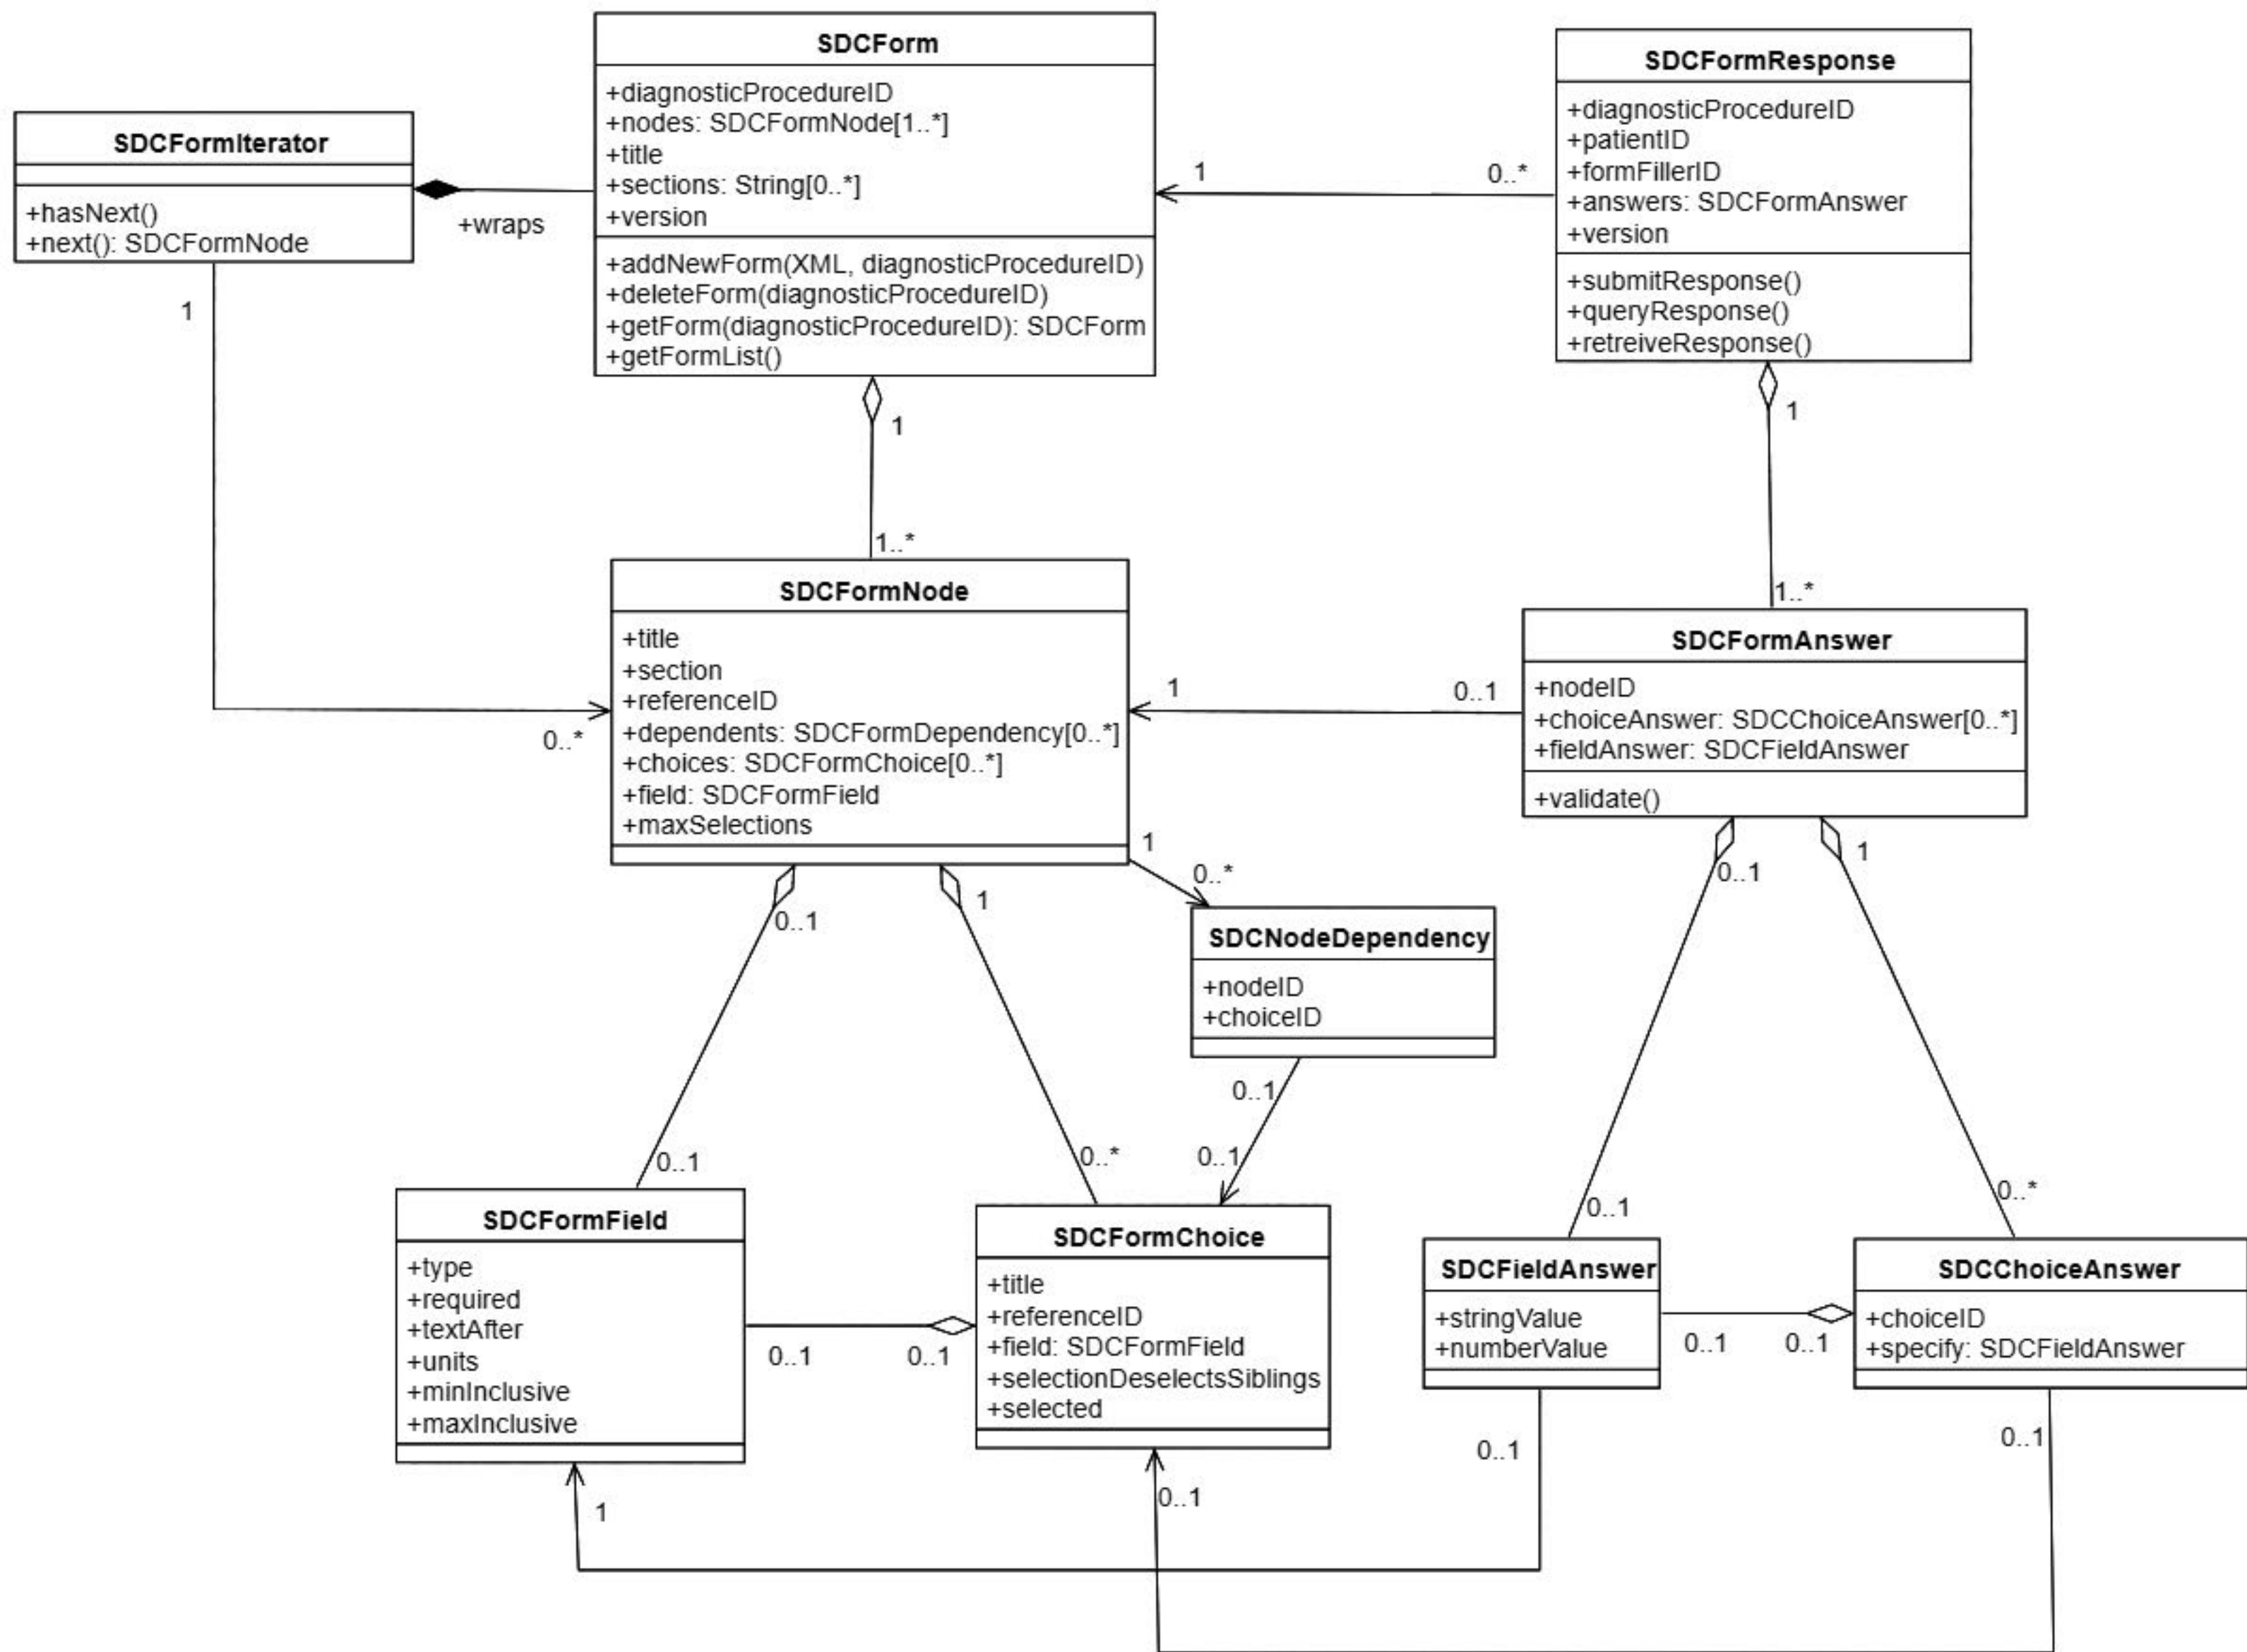 SDCForm
+diagnosticProcedureID
+nodes: SDCFormNode[1..*]
+title
+sections: String[0..*]
+version
+addNewForm(XML, diagnosticProcedureID)
+deleteForm(diagnosticProcedureID)
+getForm(diagnosticProcedureID): SDCForm
+getFormList()
SDCFormResponse
+diagnosticProcedureID
+patientID
+formFillerID
+answers: SDCFormAnswer
+version
+submitResponse()
+queryResponse()
+retreiveResponse()
SDCFormIterator
+hasNext()
+next(): SDCFormNode
+wraps
1
0..*
1
1
1..*
1
1..*
SDCFormNode
+title
+section
+referenceID
+dependents: SDCFormDependency[0..*]
+choices: SDCFormChoice[0..*]
+field: SDCFormField
+maxSelections
0..*
1
0..1
SDCFormAnswer
+nodeID
+choiceAnswer: SDCChoiceAnswer[0..*]
+fieldAnswer: SDCFieldAnswer
+validate()
1
0..*
0..1
1
0..1
1
SDCNodeDependency
+nodeID
+choiceID
0..1
0..1
0..1
0..*
0..1
0..*
SDCFormField
+type
+required
+textAfter
+units
+minInclusive
+maxInclusive
0..1
0..1
SDCFormChoice
+title
+referenceID
+field: SDCFormField
+selectionDeselectsSiblings
+selected
SDCFieldAnswer
+stringValue
+numberValue
0..1
0..1
SDCChoiceAnswer
+choiceID
+specify: SDCFieldAnswer
1
0..1
0..1
0..1